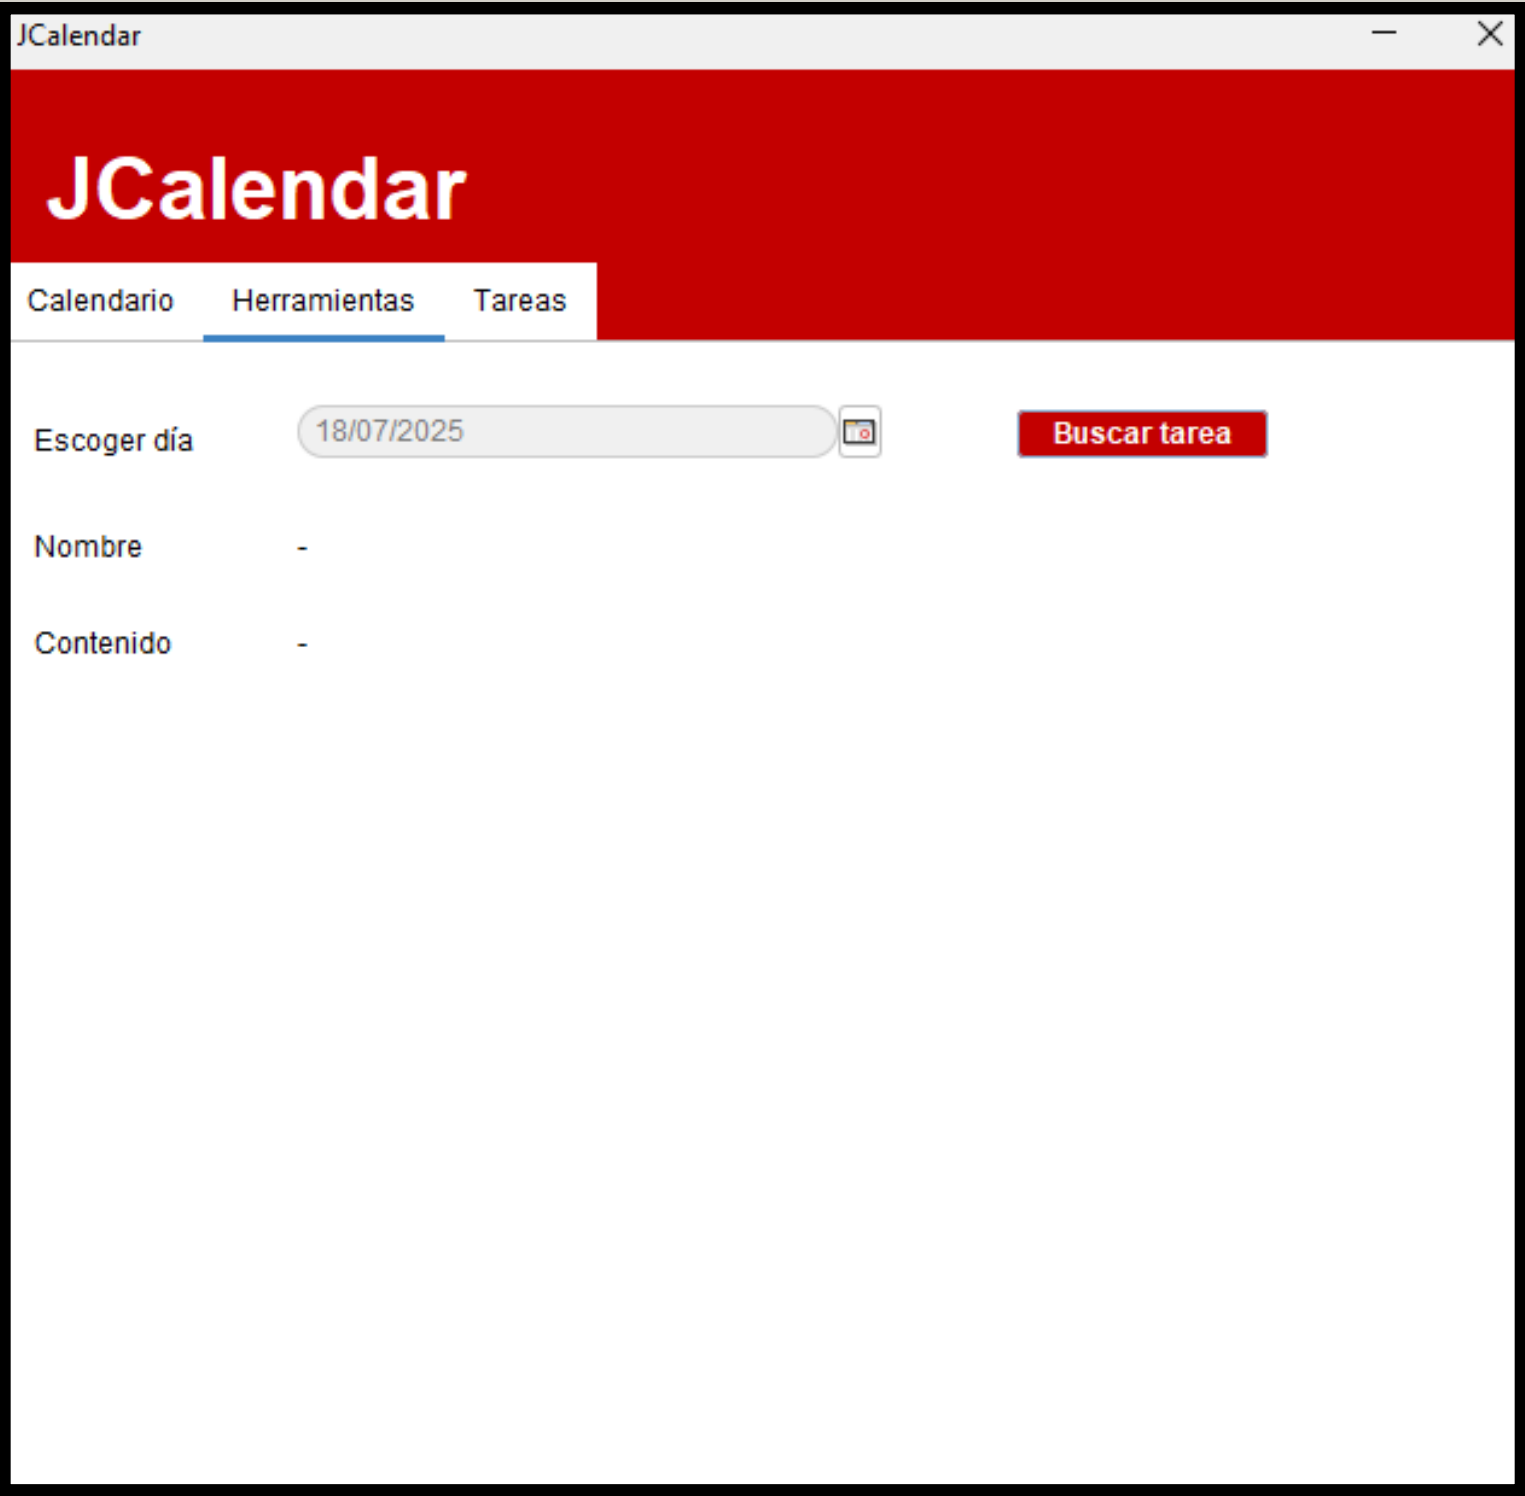 JCalendar
JCalendar
Calendario Herramientas Tareas
Escoger día 18/07/2025 Buscar tarea
Nombre -
Contenido -